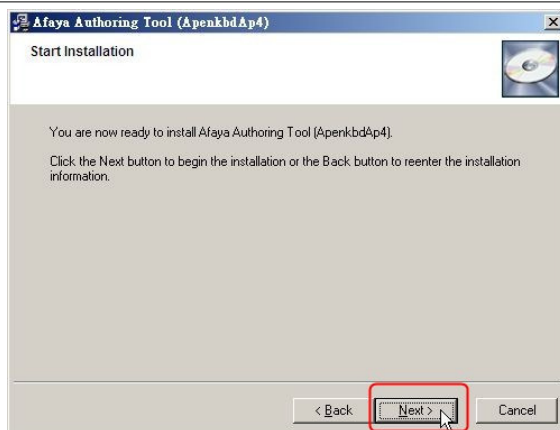 Afaya Authoring Tool (ApenkbdAp4)
Start Installation
You are now ready to install Afaya Authoring Tool (ApenkbdAp4).
Click the Next button to begin the installation or the Back button to reenter the installation
information.
< Back
Next >
Cancel